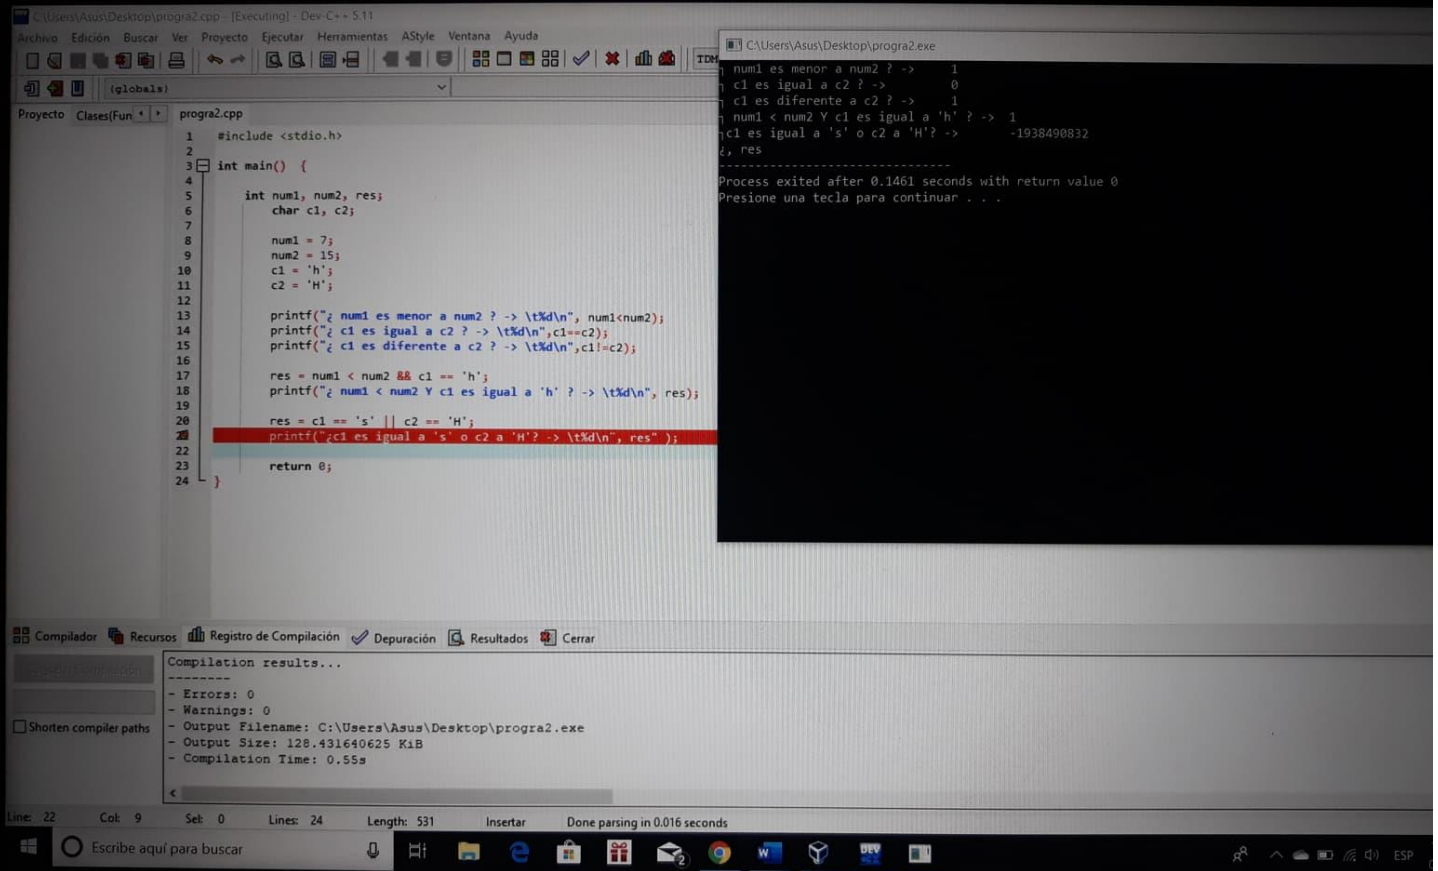 C:\Users\Asus\Desktop\progra2.cpp - [Executing] - Dev-C++ 5.11
Archivo Edición Buscar Ver Proyecto Ejecutar Herramientas AStyle Ventana Ayuda
TDM
(globals)
Proyecto Clases(Fun
progra2.cpp
1 #include <stdio.h>
2
3 int main() {
4
5 int num1, num2, res;
6 char c1, c2;
7
8 num1 = 7;
9 num2 = 15;
10 c1 = 'h';
11 c2 = 'H';
12
13 printf("¿ num1 es menor a num2 ? -> \t%d\n", num1<num2);
14 printf("¿ c1 es igual a c2 ? -> \t%d\n",c1==c2);
15 printf("¿ c1 es diferente a c2 ? -> \t%d\n",c1!=c2);
16
17 res = num1 < num2 && c1 == 'h';
18 printf("¿ num1 < num2 Y c1 es igual a 'h' ? -> \t%d\n", res);
19
20 res = c1 == 's' || c2 == 'H';
printf("¿c1 es igual a 's' o c2 a 'H'? -> \t%d\n¨, res" );
22
23 return 0;
24 }
C:\Users\Asus\Desktop\progra2.exe
┐ num1 es menor a num2 ? -> 1
┐ c1 es igual a c2 ? -> 0
┐ c1 es diferente a c2 ? -> 1
┐ num1 < num2 Y c1 es igual a 'h' ? -> 1
┐c1 es igual a 's' o c2 a 'H'? -> -1938490832
, res
--------------------------------
Process exited after 0.1461 seconds with return value 0
Presione una tecla para continuar . . .
Compilador Recursos Registro de Compilación Depuración Resultados Cerrar
Shorten compiler paths
Compilation results...
--------
- Errors: 0
- Warnings: 0
- Output Filename: C:\Users\Asus\Desktop\progra2.exe
- Output Size: 128.431640625 KiB
- Compilation Time: 0.55s
Line: 22 Col: 9 Sel: 0 Lines: 24 Length: 531 Insertar Done parsing in 0.016 seconds
Escribe aquí para buscar
2
DEV
ESP